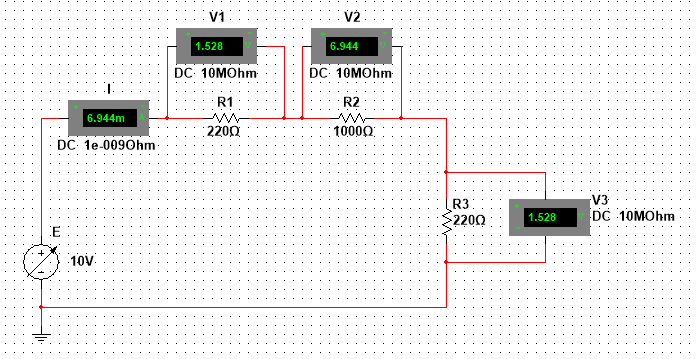 V1
V2
1.528
6.944
DC 10MOhm
DC 10MOhm
I
R1
R2
6.944m
220Ω
1000Ω
DC 1e-009Ohm
V3
R3
1.528
DC 10MOhm
220Ω
E
10V